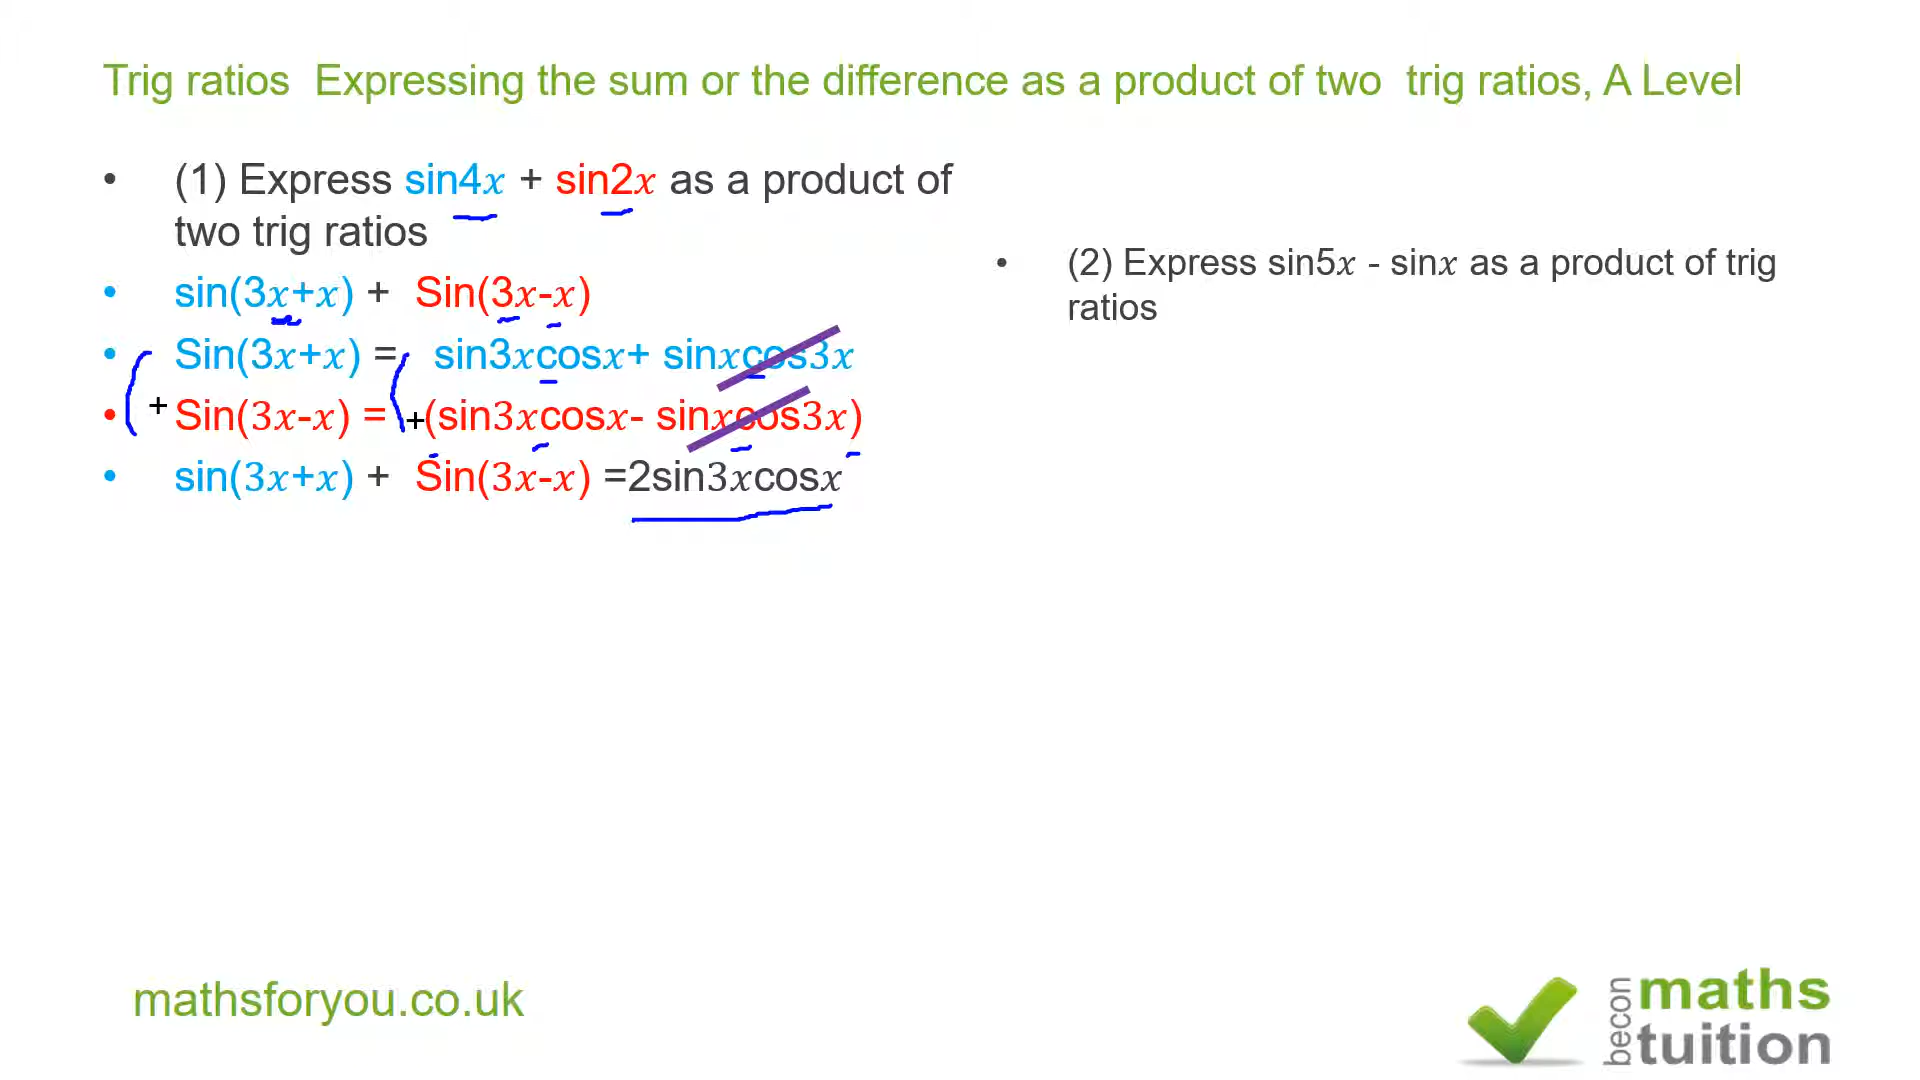 Trig ratios Expressing the sum or the difference as a product of two trig ratios, A Level
• (1) Express sin4x + sin2x as a product of
two trig ratios
• sin(3x+x) + Sin(3x-x)
• Sin(3x+x) = sin3xcosx+ sinxcos3x
• + Sin(3x-x) = +(sin3xcosx- sinxcos3x)
• sin(3x+x) + Sin(3x-x) =2sin3xcosx
• (2) Express sin5x - sinx as a product of trig
ratios
mathsforyou.co.uk
becon
maths
tuition